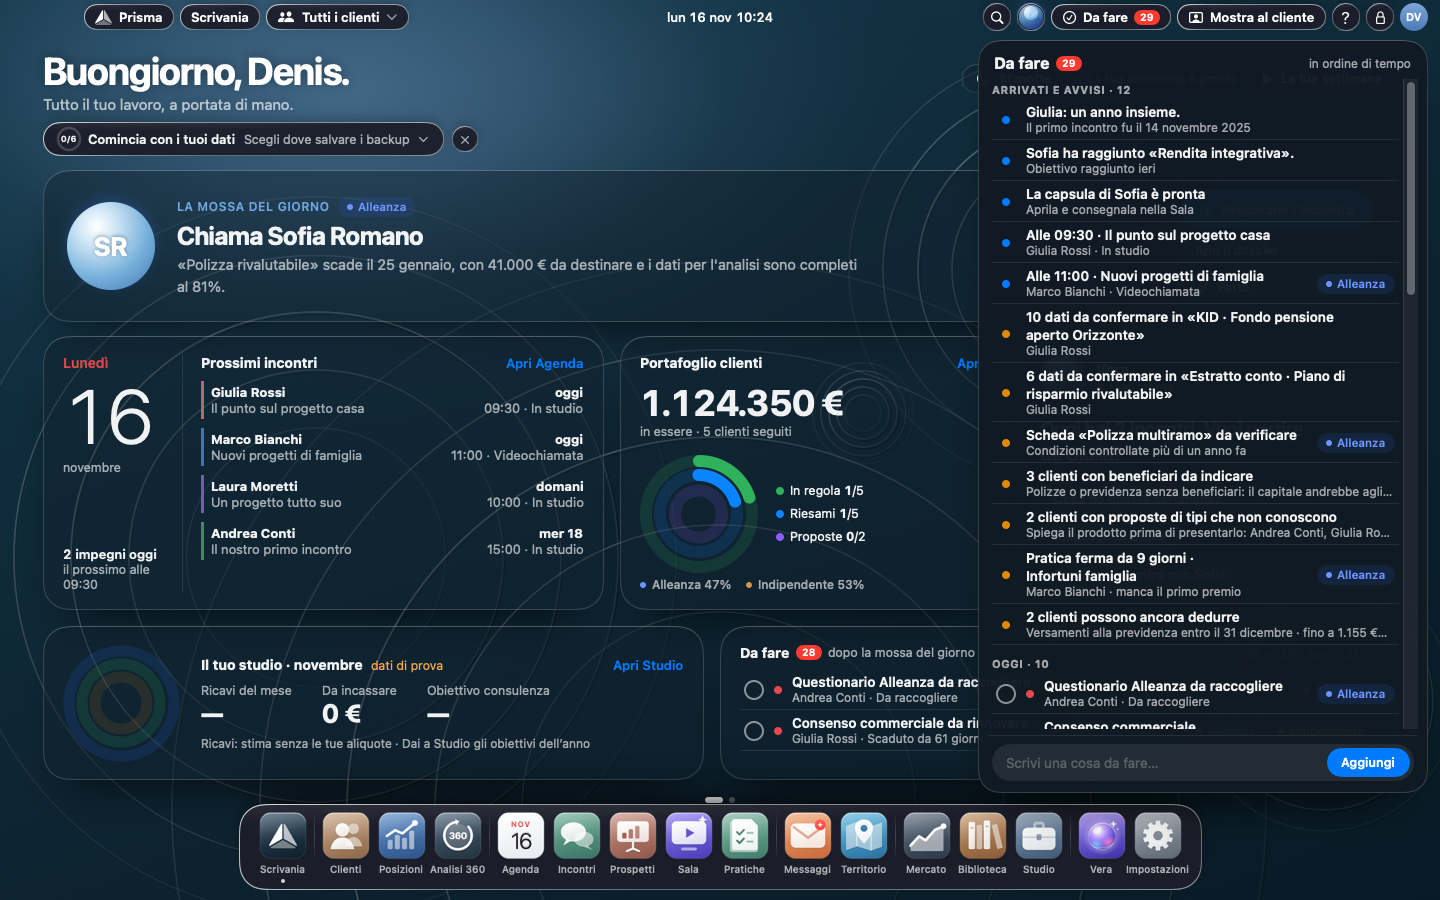 Prisma
Scrivania
Tutti i clienti
lun 16 nov 10:24
Da fare 29
Mostra al cliente
?
DV
Buongiorno, Denis.
Tutto il tuo lavoro, a portata di mano.
0/6 Comincia con i tuoi dati Scegli dove salvare i backup
SR
LA MOSSA DEL GIORNO
Alleanza
Chiama Sofia Romano
«Polizza rivalutabile» scade il 25 gennaio, con 41.000 € da destinare e i dati per l'analisi sono completi
al 81%.
Lunedì
16
novembre
2 impegni oggi
il prossimo alle
09:30
Prossimi incontri
Apri Agenda
Giulia Rossi oggi
Il punto sul progetto casa 09:30 · In studio
Marco Bianchi oggi
Nuovi progetti di famiglia 11:00 · Videochiamata
Laura Moretti domani
Un progetto tutto suo 10:00 · In studio
Andrea Conti mer 18
Il nostro primo incontro 15:00 · In studio
Portafoglio clienti
Apr
1.124.350 €
in essere · 5 clienti seguiti
In regola 1/5
Riesami 1/5
Proposte 0/2
Alleanza 47% Indipendente 53%
Il tuo studio · novembre dati di prova
Apri Studio
Ricavi del mese Da incassare Obiettivo consulenza
— 0 € —
Ricavi: stima senza le tue aliquote · Dai a Studio gli obiettivi dell'anno
Da fare 28 dopo la mossa del giorno
Questionario Alleanza da rac
Andrea Conti · Da raccogliere
Consenso commerciale da rinnovare
Giulia Rossi · Scaduto da 61 giorn
Da fare 29
in ordine di tempo
ARRIVATI E AVVISI · 12
Giulia: un anno insieme.
Il primo incontro fu il 14 novembre 2025
Sofia ha raggiunto «Rendita integrativa».
Obiettivo raggiunto ieri
La capsula di Sofia è pronta
Aprila e consegnala nella Sala
Alle 09:30 · Il punto sul progetto casa
Giulia Rossi · In studio
Alle 11:00 · Nuovi progetti di famiglia
Marco Bianchi · Videochiamata
Alleanza
10 dati da confermare in «KID · Fondo pensione
aperto Orizzonte»
Giulia Rossi
6 dati da confermare in «Estratto conto · Piano di
risparmio rivalutabile»
Giulia Rossi
Scheda «Polizza multiramo» da verificare
Condizioni controllate più di un anno fa
Alleanza
3 clienti con beneficiari da indicare
Polizze o previdenza senza beneficiari: il capitale andrebbe agli…
2 clienti con proposte di tipi che non conoscono
Spiega il prodotto prima di presentarlo: Andrea Conti, Giulia Ro…
Pratica ferma da 9 giorni ·
Infortuni famiglia
Marco Bianchi · manca il primo premio
Alleanza
2 clienti possono ancora dedurre
Versamenti alla previdenza entro il 31 dicembre · fino a 1.155 €…
OGGI · 10
Questionario Alleanza da raccogliere
Andrea Conti · Da raccogliere
Alleanza
Consenso commerciale
Scrivi una cosa da fare…
Aggiungi
360
NOV
16
Scrivania
Clienti
Posizioni
Analisi 360
Agenda
Incontri
Prospetti
Sala
Pratiche
Messaggi
Territorio
Mercato
Biblioteca
Studio
Vera
Impostazioni